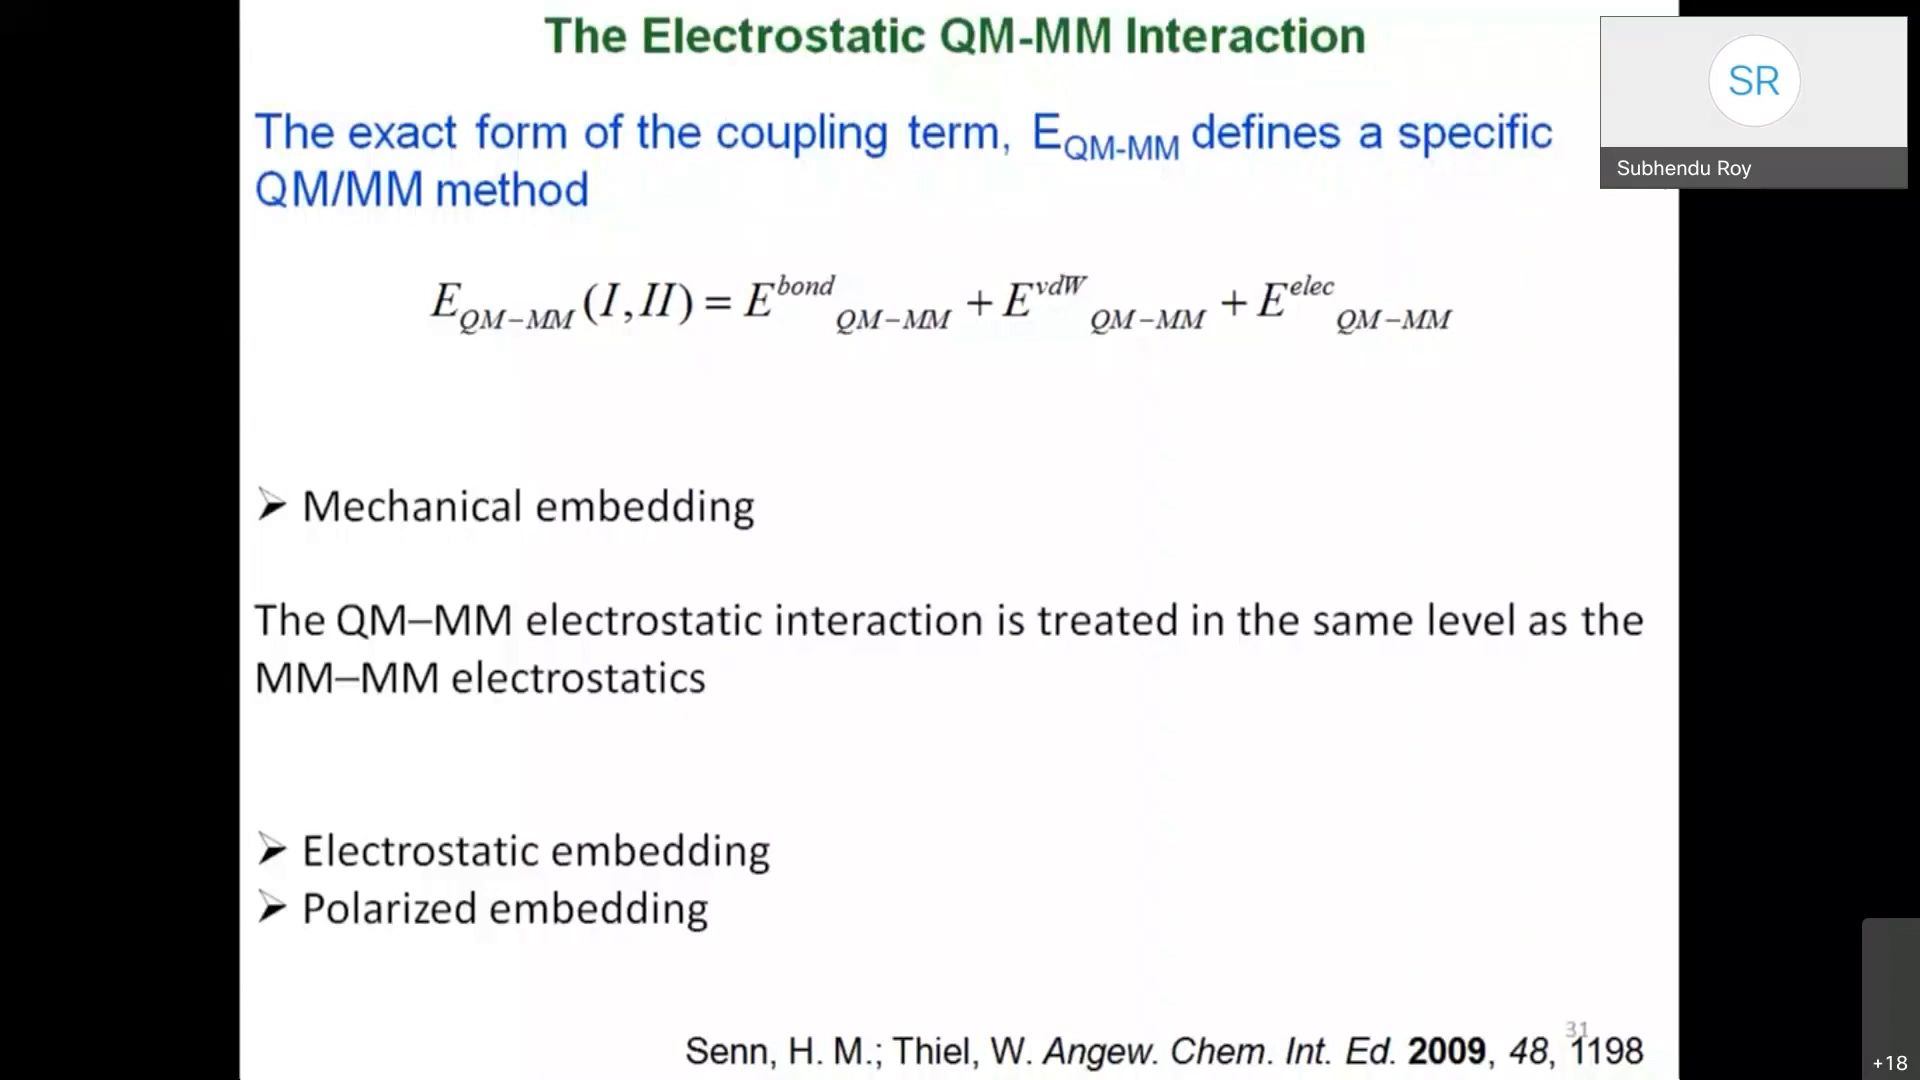 The Electrostatic QM-MM Interaction
SR
Subhendu Roy
The exact form of the coupling term, E_QM-MM defines a specific
QM/MM method
E_{QM-MM}(I,II) = E^{bond}_{QM-MM} + E^{vdW}_{QM-MM} + E^{elec}_{QM-MM}
➢ Mechanical embedding
The QM–MM electrostatic interaction is treated in the same level as the
MM–MM electrostatics
➢ Electrostatic embedding
➢ Polarized embedding
31
Senn, H. M.; Thiel, W. Angew. Chem. Int. Ed. 2009, 48, 1198
+18